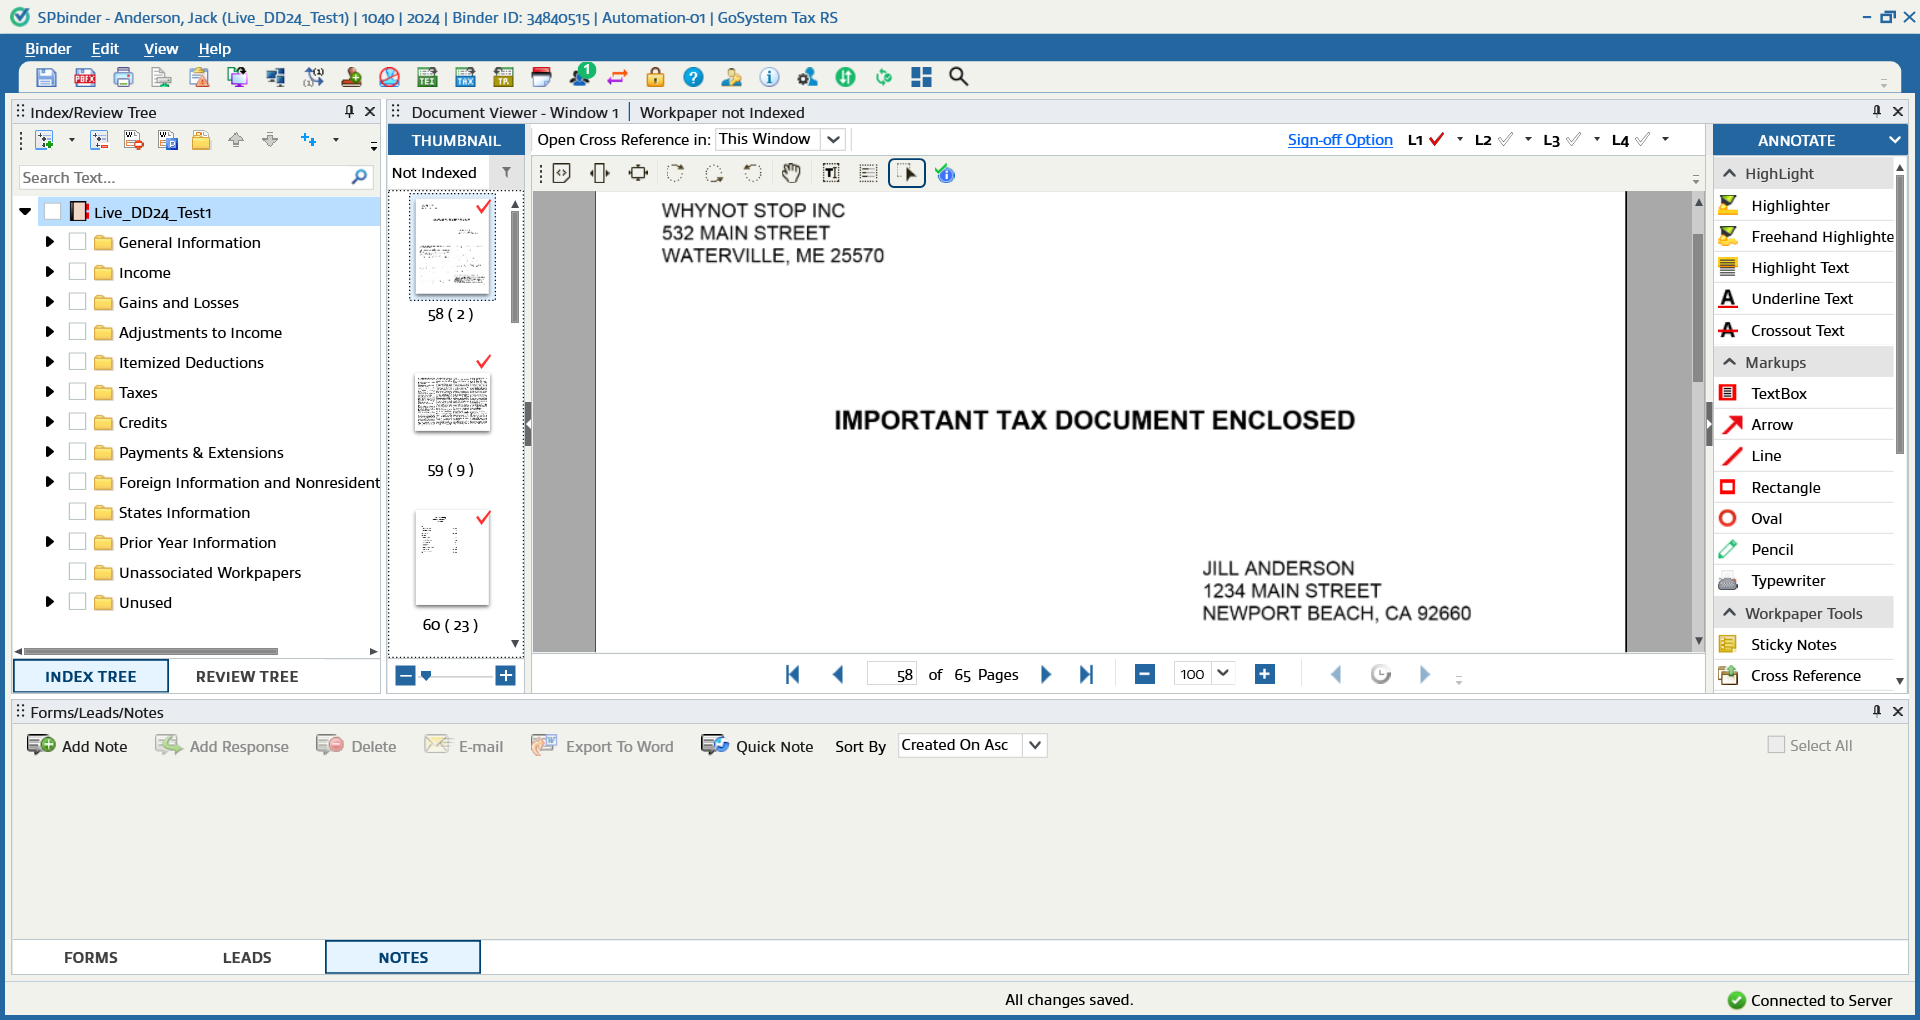 SPbinder - Anderson, Jack (Live_DD24_Test1) | 1040 | 2024 | Binder ID: 34840515 | Automation-01 | GoSystem Tax RS
Binder Edit View Help
1
Index/Review Tree
Search Text...
Live_DD24_Test1
General Information
Income
Gains and Losses
Adjustments to Income
Itemized Deductions
Taxes
Credits
Payments & Extensions
Foreign Information and Nonresident
States Information
Prior Year Information
Unassociated Workpapers
Unused
INDEX TREE REVIEW TREE
Document Viewer - Window 1 | Workpaper not Indexed
THUMBNAIL
Not Indexed
58 ( 2 )
59 ( 9 )
60 ( 23 )
Open Cross Reference in: This Window
Sign-off Option L1 L2 L3 L4
WHYNOT STOP INC
532 MAIN STREET
WATERVILLE, ME 25570
IMPORTANT TAX DOCUMENT ENCLOSED
JILL ANDERSON
1234 MAIN STREET
NEWPORT BEACH, CA 92660
58 of 65 Pages 100
ANNOTATE
HighLight
Highlighter
Freehand Highlighte
Highlight Text
Underline Text
Crossout Text
Markups
TextBox
Arrow
Line
Rectangle
Oval
Pencil
Typewriter
Workpaper Tools
Sticky Notes
Cross Reference
Forms/Leads/Notes
Add Note Add Response Delete E-mail Export To Word Quick Note Sort By Created On Asc Select All
FORMS LEADS NOTES
All changes saved.
Connected to Server